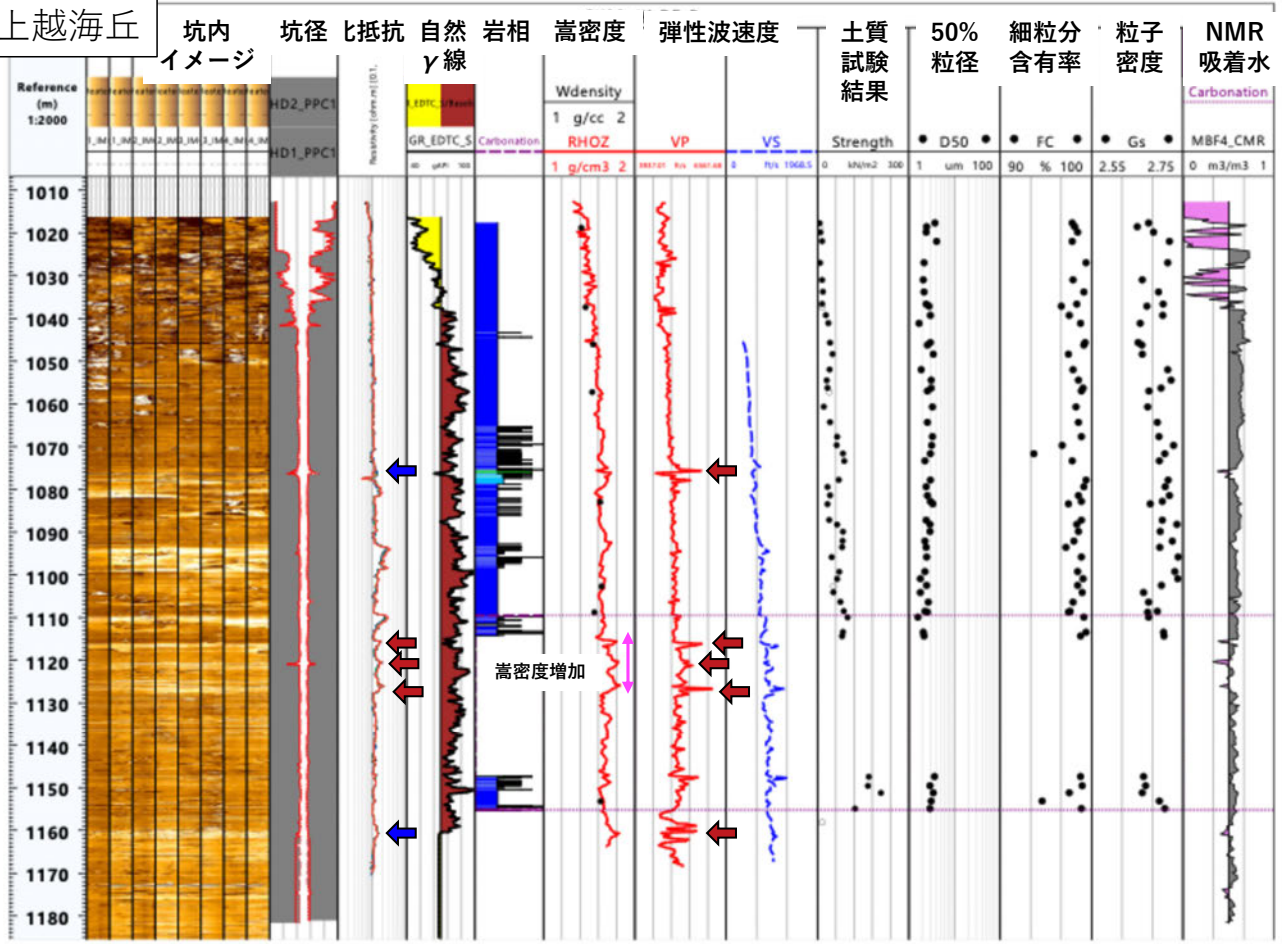 上越海丘
坑内
イメージ
坑径
比抵抗
自然
γ線
岩相
嵩密度
弾性波速度
土質
試験
結果
50%
粒径
細粒分
含有率
粒子
密度
NMR
吸着水
Reference
(m)
1:2000
HD2_PPC1
HD1_PPC1
GR_EDTC_S
Carbonation
Wdensity
1 g/cc 2
RHOZ
1 g/cm3 2
VP
VS
0 ft/s 1968.5
Strength
0 kN/m2 300
D50
1 um 100
FC
90 % 100
Gs
2.55 2.75
Carbonation
MBF4_CMR
0 m3/m3 1
1010
1020
1030
1040
1050
1060
1070
1080
1090
1100
1110
1120
1130
1140
1150
1160
1170
1180
嵩密度増加